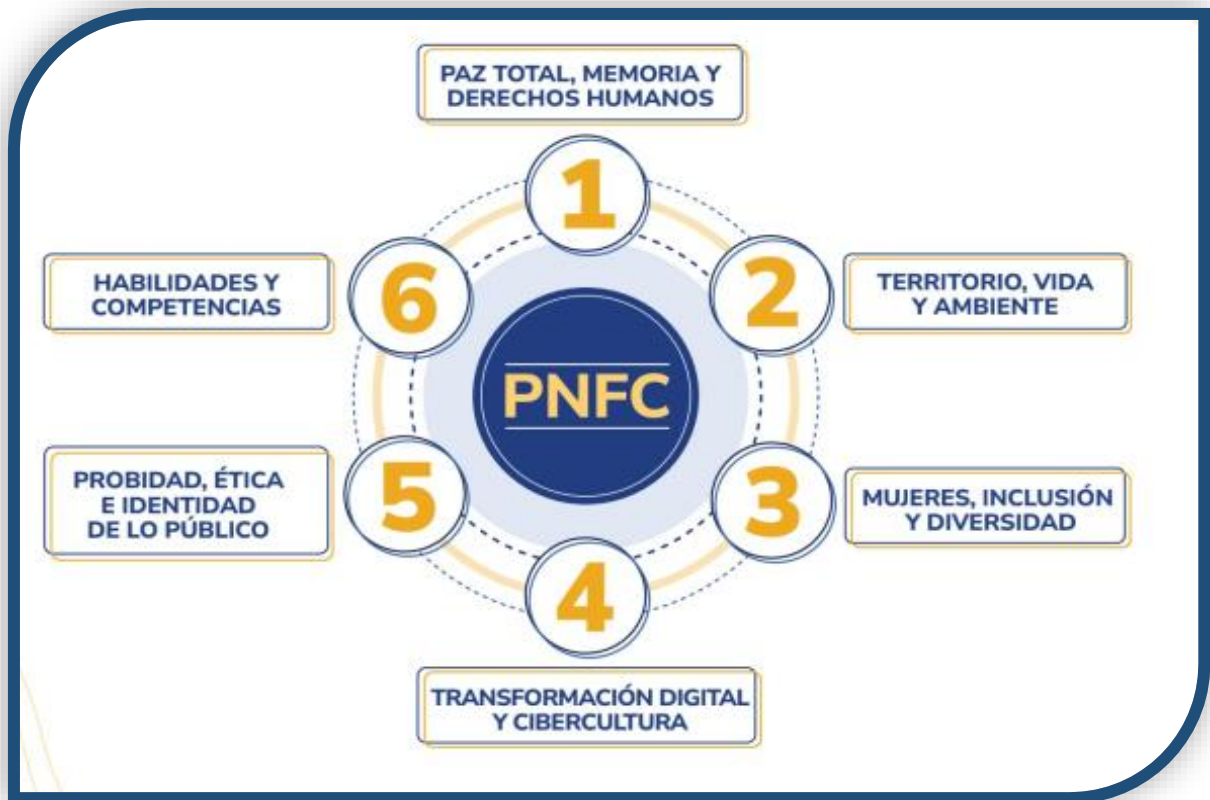 PAZ TOTAL, MEMORIA Y
DERECHOS HUMANOS
1
2
TERRITORIO, VIDA
Y AMBIENTE
3
MUJERES, INCLUSIÓN
Y DIVERSIDAD
4
TRANSFORMACIÓN DIGITAL
Y CIBERCULTURA
5
PROBIDAD, ÉTICA
E IDENTIDAD
DE LO PÚBLICO
6
HABILIDADES Y
COMPETENCIAS
PNFC